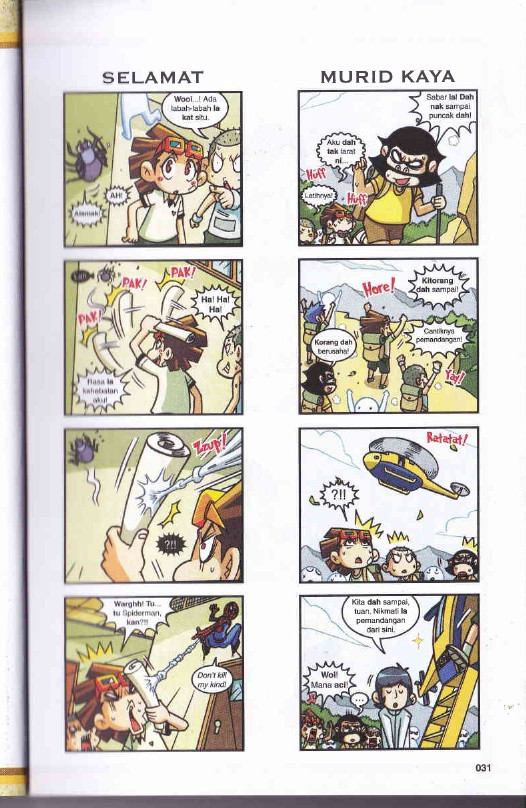 SELAMAT
Wooi...! Ada
labah-labah la
kat situ.
AH!
Alamak!
PAK!
PAK!
PAK!
Ha! Ha!
Ha!
Rasa la
kehebatan
aku!
Zzup!
?!!
Warghh! Tu...
tu Spiderman,
kan?!!
Don't kill
my kind!
MURID KAYA
Sabar la! Dah
nak sampai
puncak dah!
Aku dah
tak larat
ni...
Huff
Huff
Letihnya!
Hore!
Kitorang
dah sampai!
Korang dah
berusaha!
Cantiknya
pemandangan!
Yay!
Ratatat!
?!!
Kita dah sampai,
tuan. Nikmati la
pemandangan
dari sini.
Woi!
Mana aci!
...
031